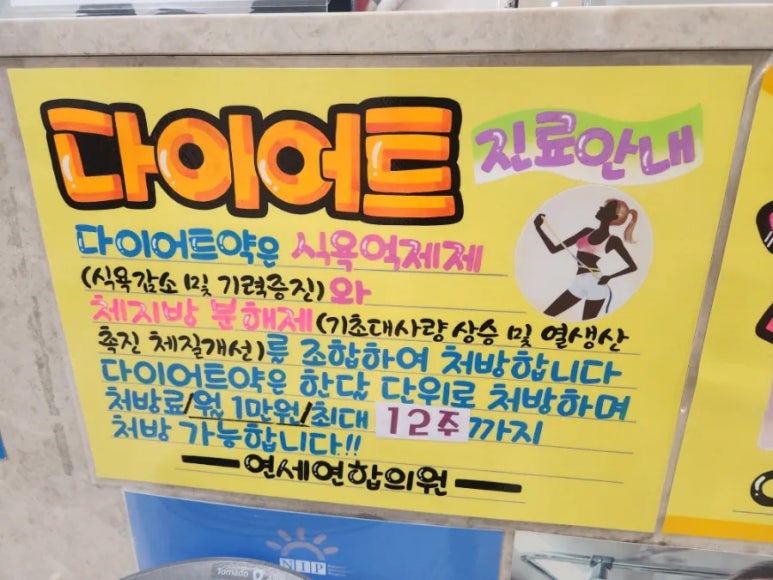 다이어트 진료안내
다이어트약은 식욕억제제
(식욕감소 및 기력증진)와
체지방 분해제(기초대사량 상승 및 열생산
촉진 체질개선)류 조합하여 처방합니다
다이어트약은 한달 단위로 처방하며
처방료/월 1만원/최대 12주까지
처방 가능합니다!!
연세연합의원
NIP
Tornado